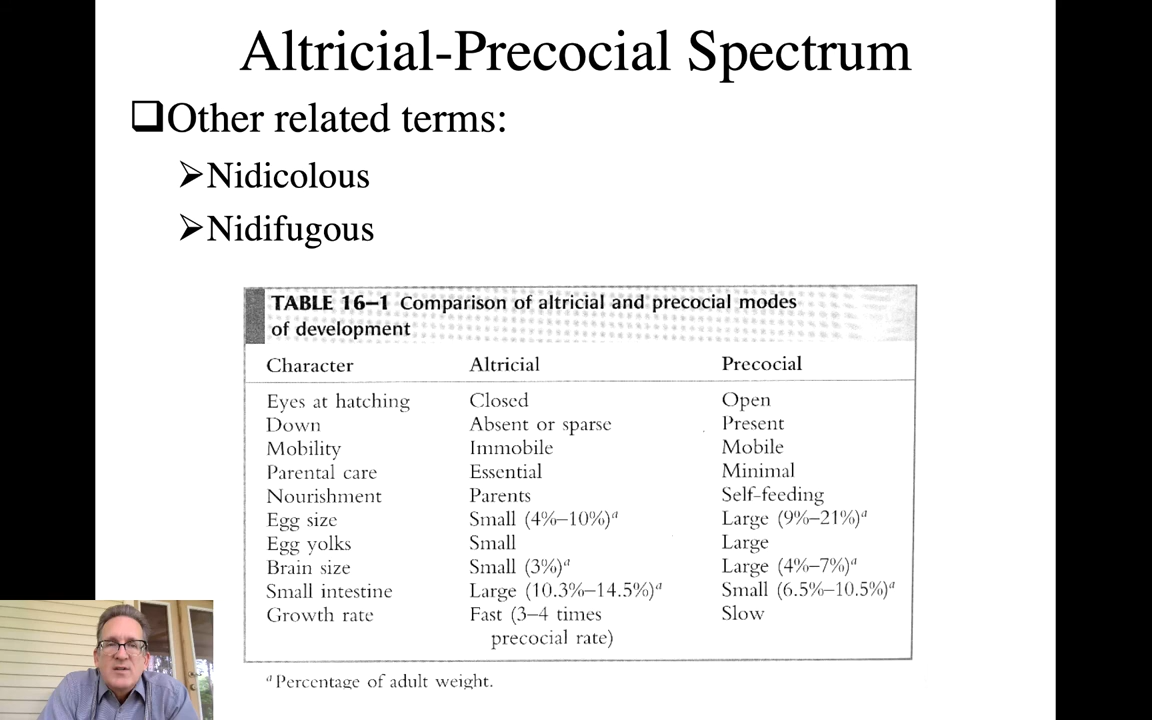 Altricial-Precocial Spectrum
Other related terms:
Nidicolous
Nidifugous
TABLE 16–1 Comparison of altricial and precocial modes
of development
Character Altricial Precocial
Eyes at hatching Closed Open
Down Absent or sparse Present
Mobility Immobile Mobile
Parental care Essential Minimal
Nourishment Parents Self-feeding
Egg size Small (4%–10%)ᵃ Large (9%–21%)ᵃ
Egg yolks Small Large
Brain size Small (3%)ᵃ Large (4%–7%)ᵃ
Small intestine Large (10.3%–14.5%)ᵃ Small (6.5%–10.5%)ᵃ
Growth rate Fast (3–4 times Slow
precocial rate)
ᵃ Percentage of adult weight.